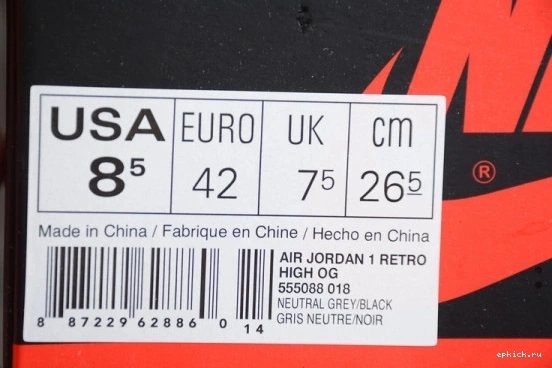 USA EURO UK cm
8⁵ 42 7⁵ 26⁵
®
Made in China / Fabrique en Chine / Hecho en China
AIR JORDAN 1 RETRO
HIGH OG
555088 018
NEUTRAL GREY/BLACK
GRIS NEUTRE/NOIR
8 87229 62886 0 14
epkick.ru